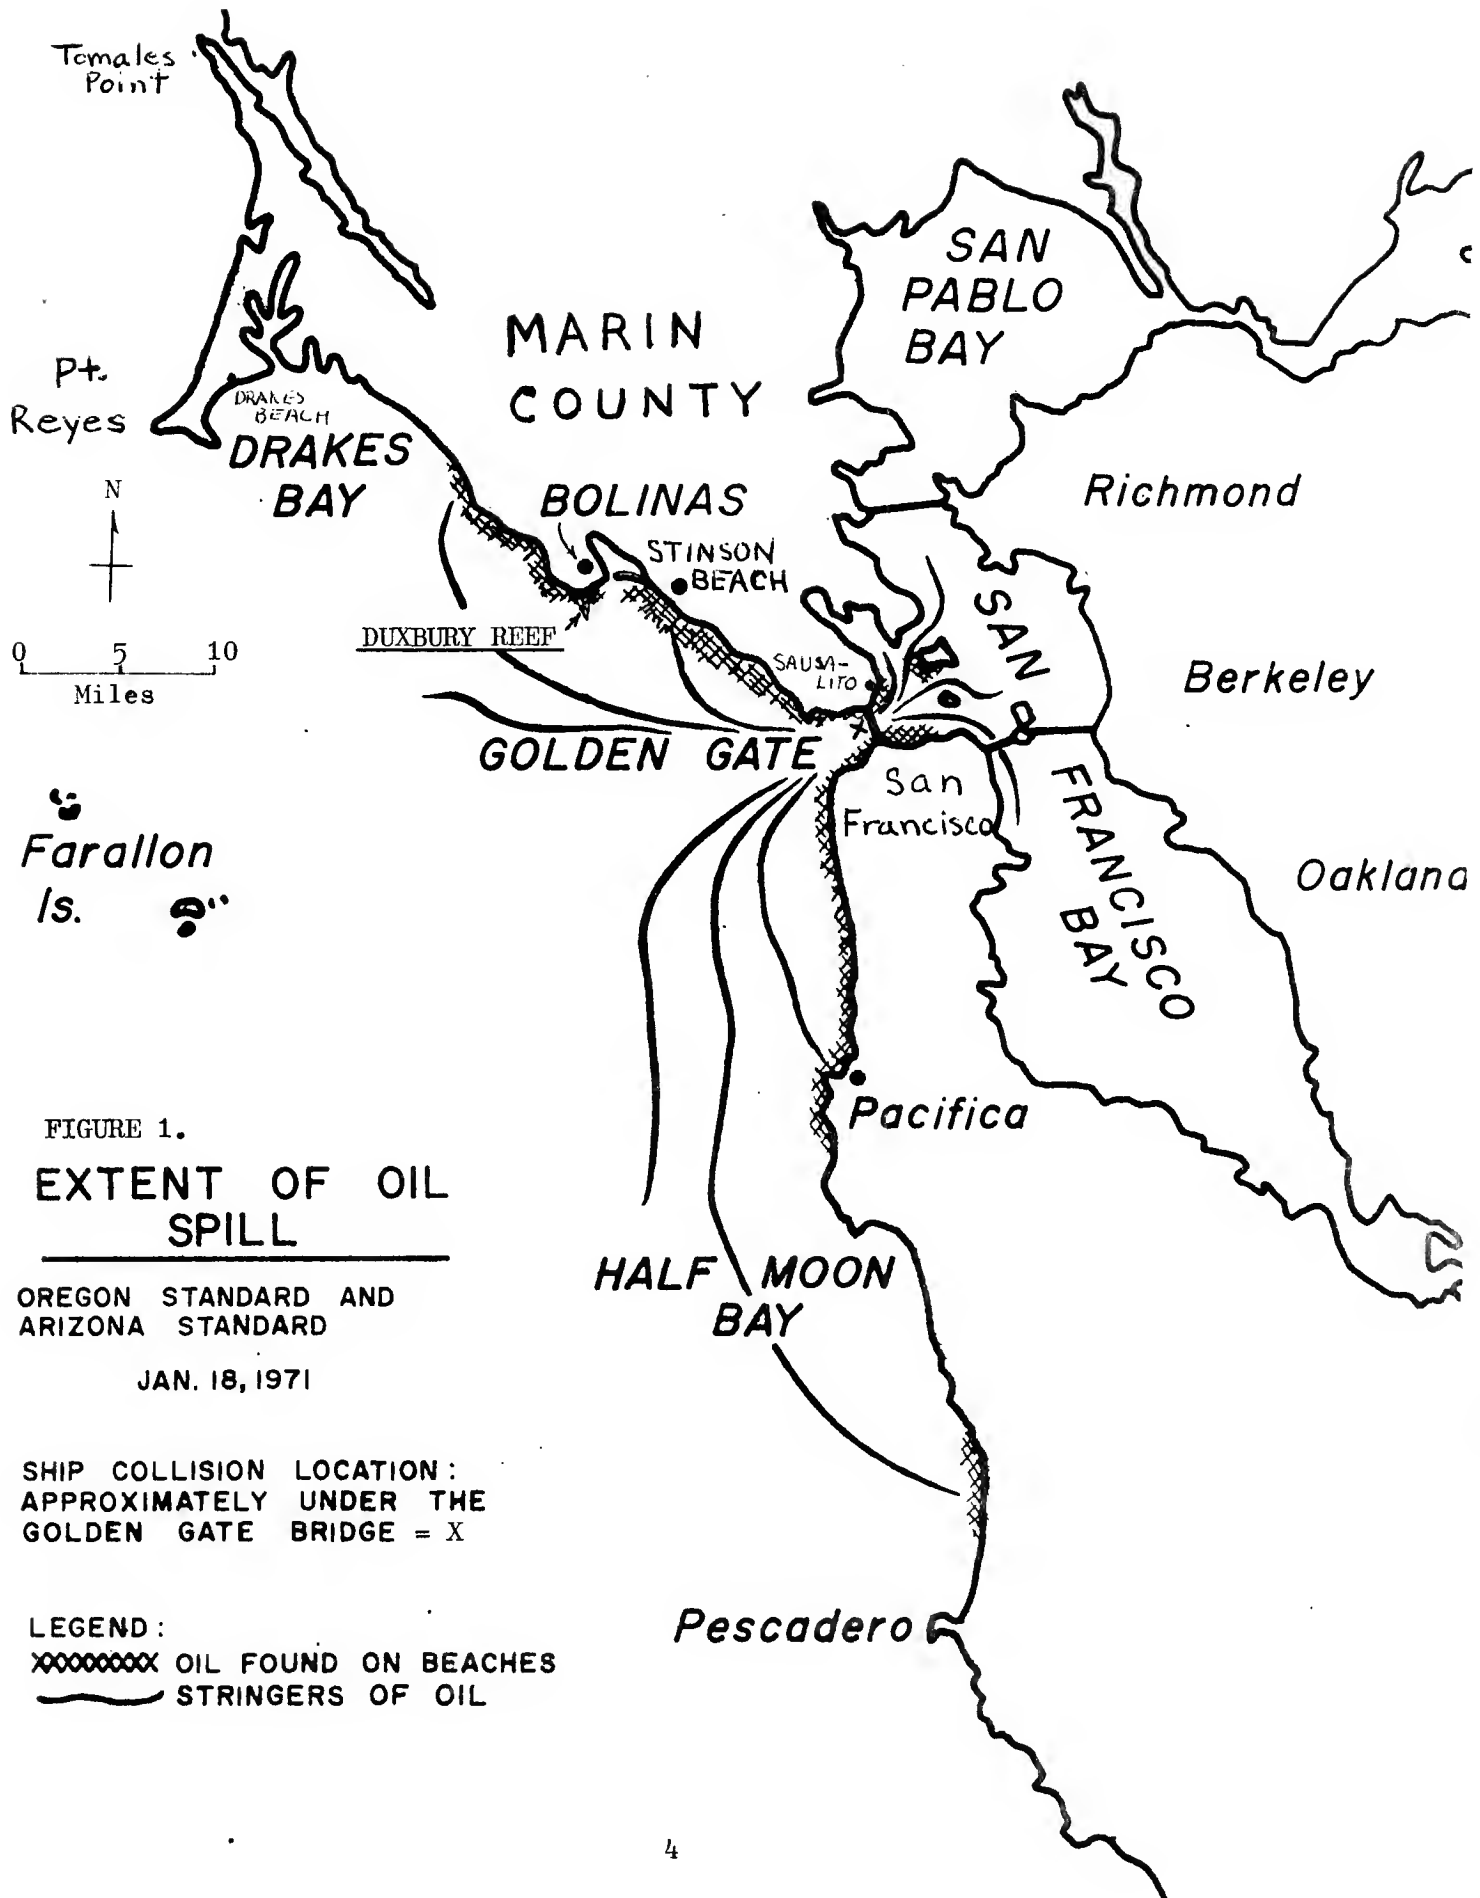 Tomales
Point
SAN
PABLO
BAY
MARIN
COUNTY
Pt.
Reyes
DRAKES
BEACH
DRAKES
BAY
N
BOLINAS
Richmond
STINSON
BEACH
DUXBURY REEF
0 5 10
Miles
SAUSA-
LITO
SAN
FRANCISCO
BAY
Berkeley
GOLDEN GATE
X
San
Francisco
Farallon
Is.
Oakland
Pacifica
FIGURE 1.
EXTENT OF OIL
SPILL
OREGON STANDARD AND
ARIZONA STANDARD
JAN. 18, 1971
HALF MOON
BAY
SHIP COLLISION LOCATION:
APPROXIMATELY UNDER THE
GOLDEN GATE BRIDGE = X
Pescadero
LEGEND:
OIL FOUND ON BEACHES
STRINGERS OF OIL
4